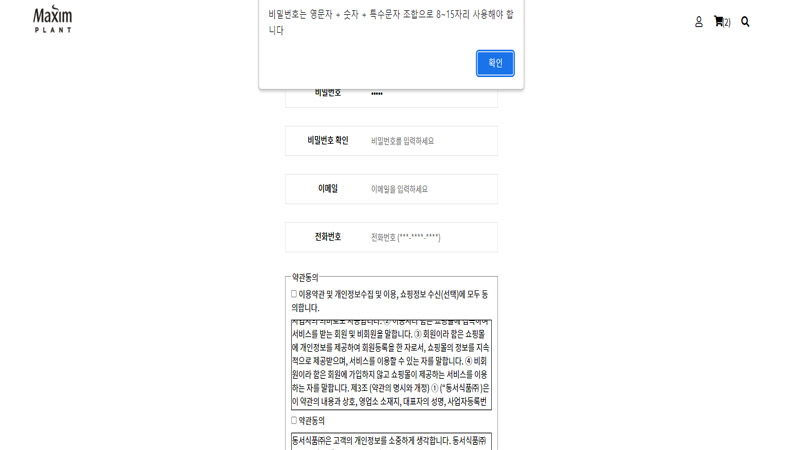 Maxim
PLANT
비밀번호는 영문자 + 숫자 + 특수문자 조합으로 8~15자리 사용해야 합
니다
(2)
확인
비밀번호 •••••
비밀번호 확인 비밀번호를 입력하세요
이메일 이메일을 입력하세요
전화번호 전화번호 (***-****-****)
약관동의
이용약관 및 개인정보수집 및 이용, 쇼핑정보 수신(선택)에 모두 동
의합니다.
서비스를 받는 회원 및 비회원을 말합니다. ③ 회원이라 함은 쇼핑몰
에 개인정보를 제공하여 회원등록을 한 자로서, 쇼핑몰의 정보를 지속
적으로 제공받으며, 서비스를 이용할 수 있는 자를 말합니다. ④ 비회
원이라 함은 회원에 가입하지 않고 쇼핑몰이 제공하는 서비스를 이용
하는 자를 말합니다. 제3조 (약관의 명시와 개정) ① ("동서식품㈜)은
이 약관의 내용과 상호, 영업소 소재지, 대표자의 성명, 사업자등록번
약관동의
동서식품㈜은 고객의 개인정보를 소중하게 생각합니다. 동서식품㈜